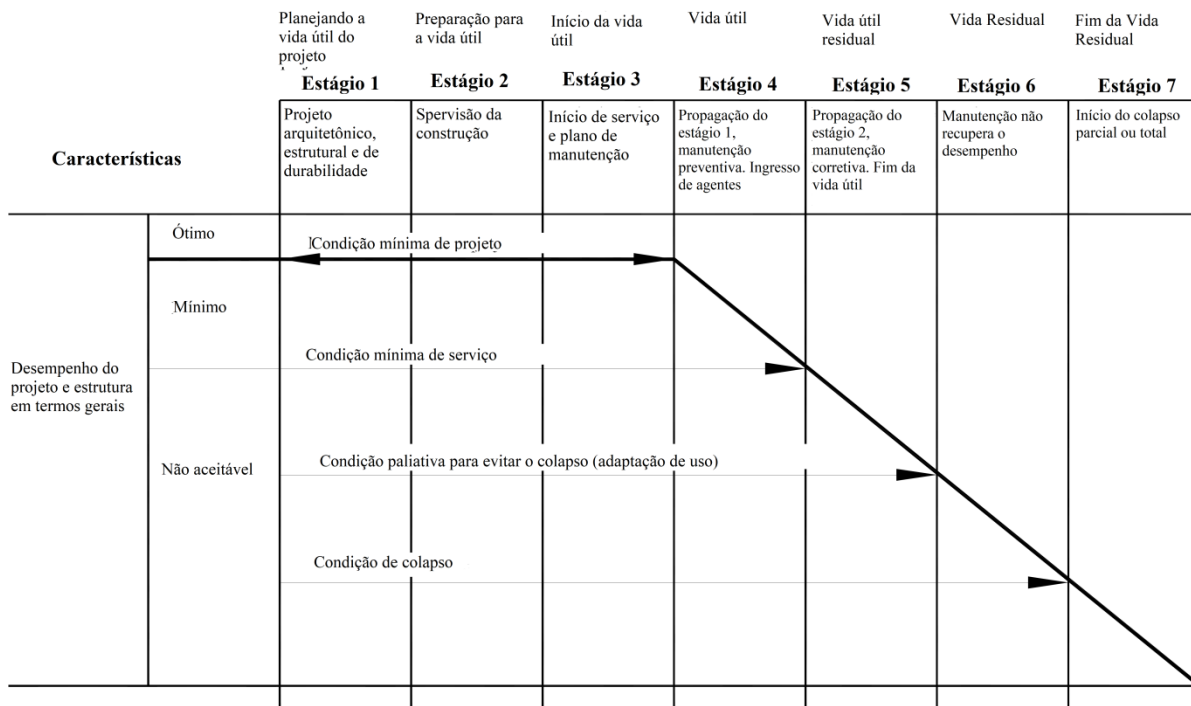 Planejando a
vida útil do
projeto
Preparação para
a vida útil
Início da vida
útil
Vida útil
Vida útil
residual
Vida Residual
Fim da Vida
Residual
Estágio 1
Estágio 2
Estágio 3
Estágio 4
Estágio 5
Estágio 6
Estágio 7
Características
Projeto
arquitetônico,
estrutural e de
durabilidade
Spervisão da
construção
Início de serviço
e plano de
manutenção
Propagação do
estágio 1,
manutenção
preventiva. Ingresso
de agentes
Propagação do
estágio 2,
manutenção
corretiva. Fim da
vida útil
Manutenção não
recupera o
desempenho
Início do colapso
parcial ou total
Ótimo
Condição mínima de projeto
Mínimo
Condição mínima de serviço
Desempenho do
projeto e estrutura
em termos gerais
Não aceitável
Condição paliativa para evitar o colapso (adaptação de uso)
Condição de colapso